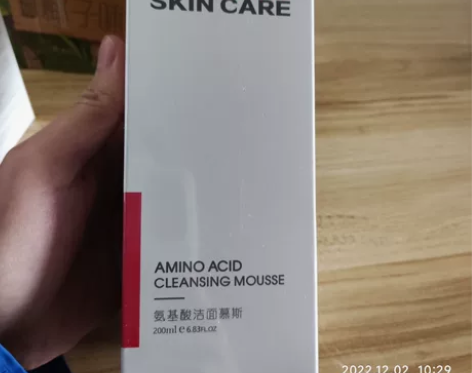 SKIN CARE
AMINO ACID
CLEANSING MOUSSE
氨基酸洁面慕斯
200ml e 6.83fl.oz
2022.12.02 10:29